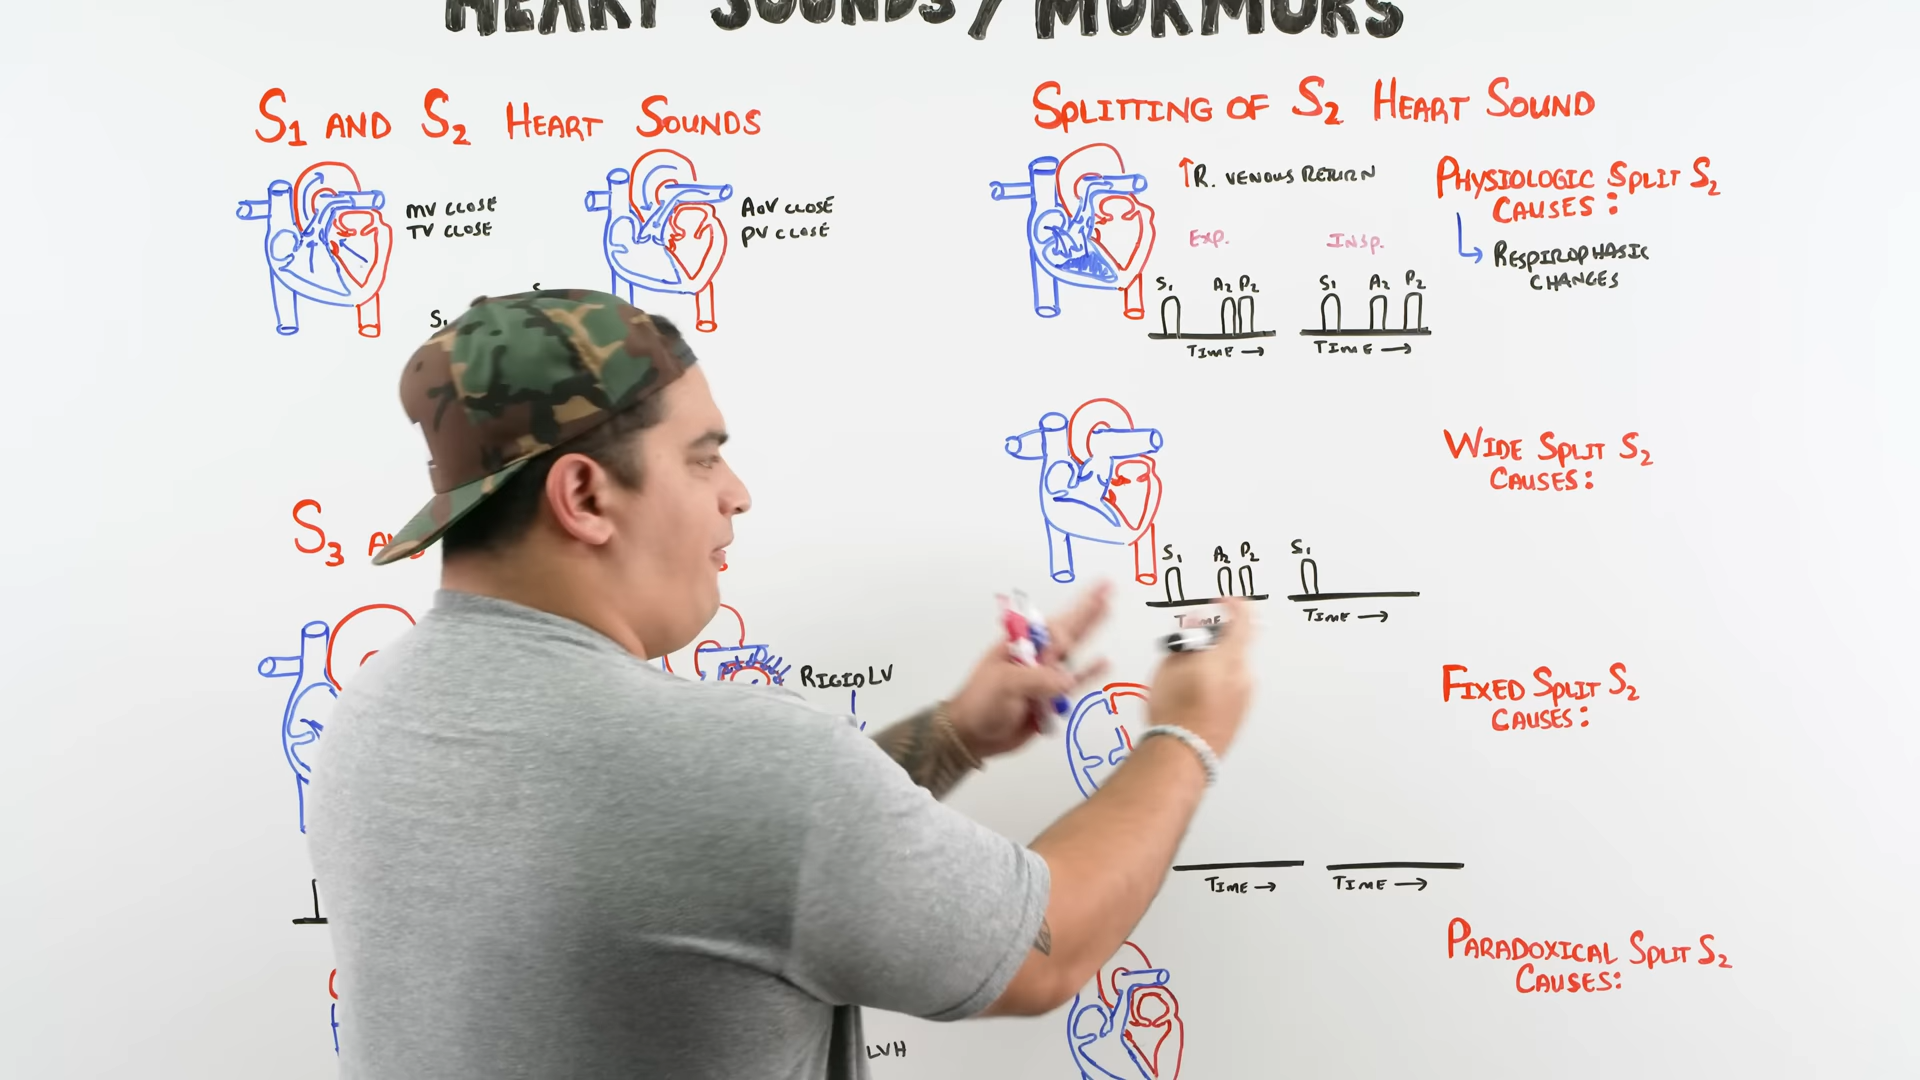 HEART SOUNDS/MURMURS
S1 AND S2 HEART SOUNDS
MV CLOSE
TV CLOSE
AOV CLOSE
PV CLOSE
S1
S
S3
RIGID LV
LVH
SPLITTING OF S2 HEART SOUND
↑R. VENOUS RETURN
EXP. INSP.
S1 A2 P2 S1 A2 P2
TIME → TIME →
PHYSIOLOGIC SPLIT S2
CAUSES:
RESPIROPHASIC
CHANGES
WIDE SPLIT S2
CAUSES:
S1 A2 P2 S1
TIME TIME →
FIXED SPLIT S2
CAUSES:
TIME → TIME →
PARADOXICAL SPLIT S2
CAUSES: